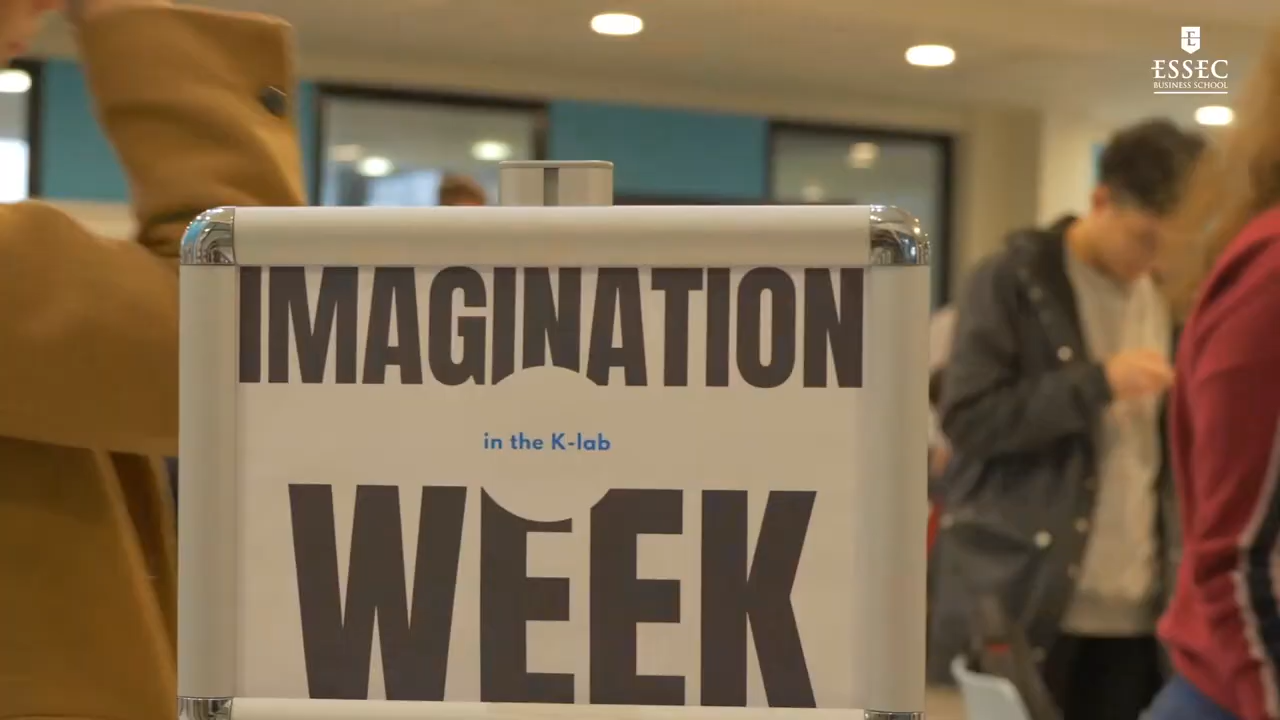 ESSEC
BUSINESS SCHOOL
IMAGINATION
in the K-lab
WEEK